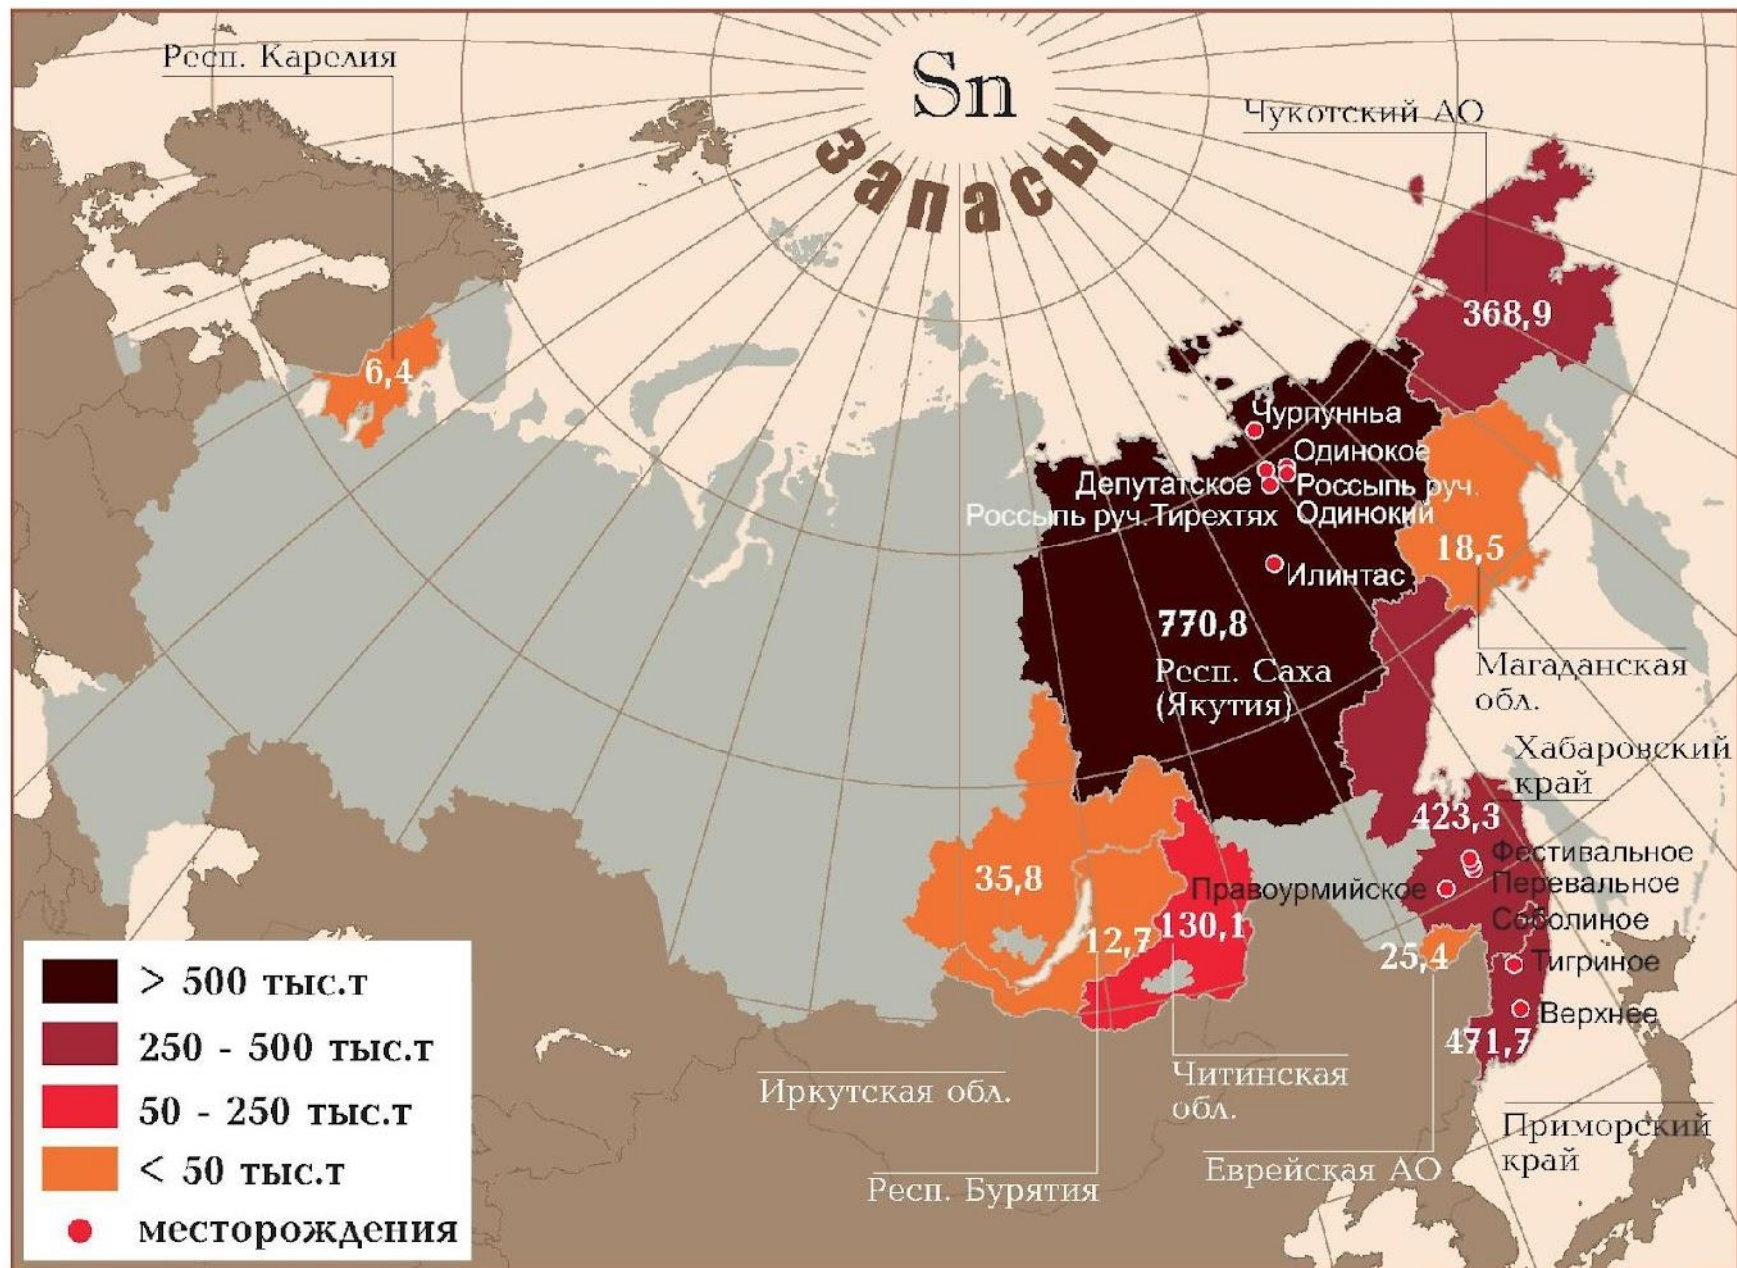 Sn
запасы
Респ. Карелия
6,4
Чукотский АО
368,9
Чурпуннья
Одинокое
Депутатское
Россыпь руч.
Одинокий
Россыпь руч.Тирехтях
Илинтас
18,5
770,8
Респ. Саха
(Якутия)
Магаданская
обл.
Хабаровский
край
423,3
Фестивальное
Правоурмийское
Перевальное
Соболиное
35,8
12,7
130,1
25,4
Тигриное
Верхнее
471,7
Иркутская обл.
Читинская
обл.
Приморский
край
Еврейская АО
Респ. Бурятия
> 500 тыс.т
250 - 500 тыс.т
50 - 250 тыс.т
< 50 тыс.т
месторождения